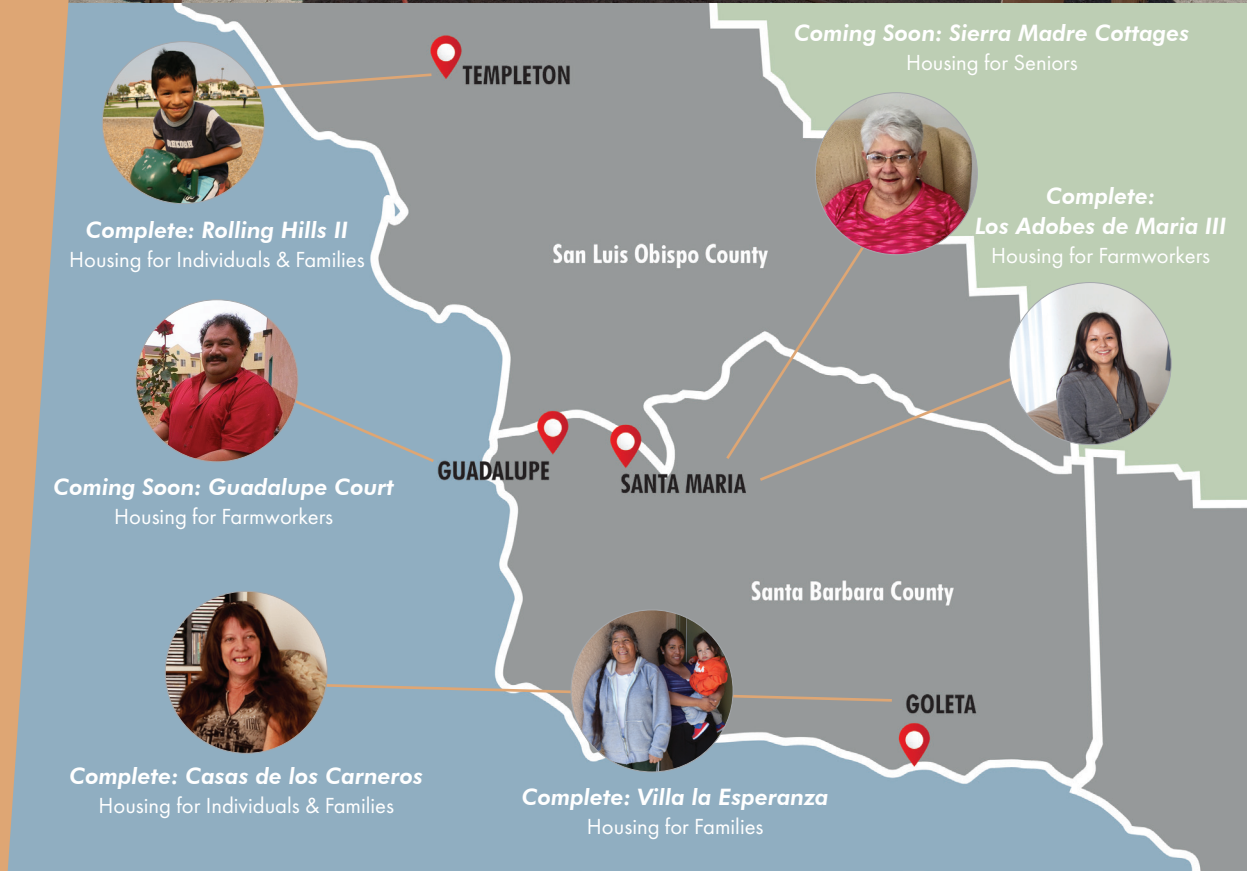 Coming Soon: Sierra Madre Cottages
Housing for Seniors
TEMPLETON
Complete: Rolling Hills II
Housing for Individuals & Families
Complete:
Los Adobes de Maria III
Housing for Farmworkers
San Luis Obispo County
GUADALUPE
SANTA MARIA
Coming Soon: Guadalupe Court
Housing for Farmworkers
Santa Barbara County
GOLETA
Complete: Casas de los Carneros
Housing for Individuals & Families
Complete: Villa la Esperanza
Housing for Families